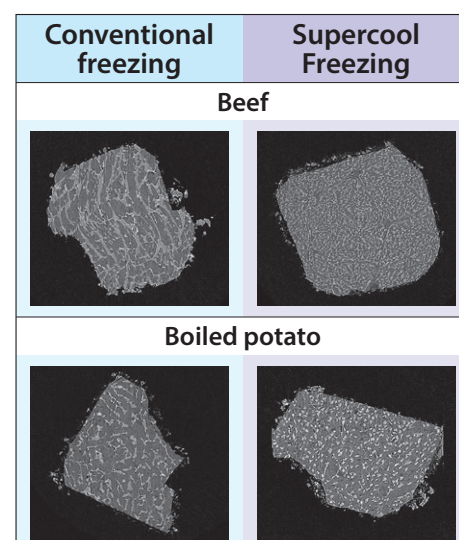 Conventional freezing
Supercool Freezing
Beef
Boiled potato